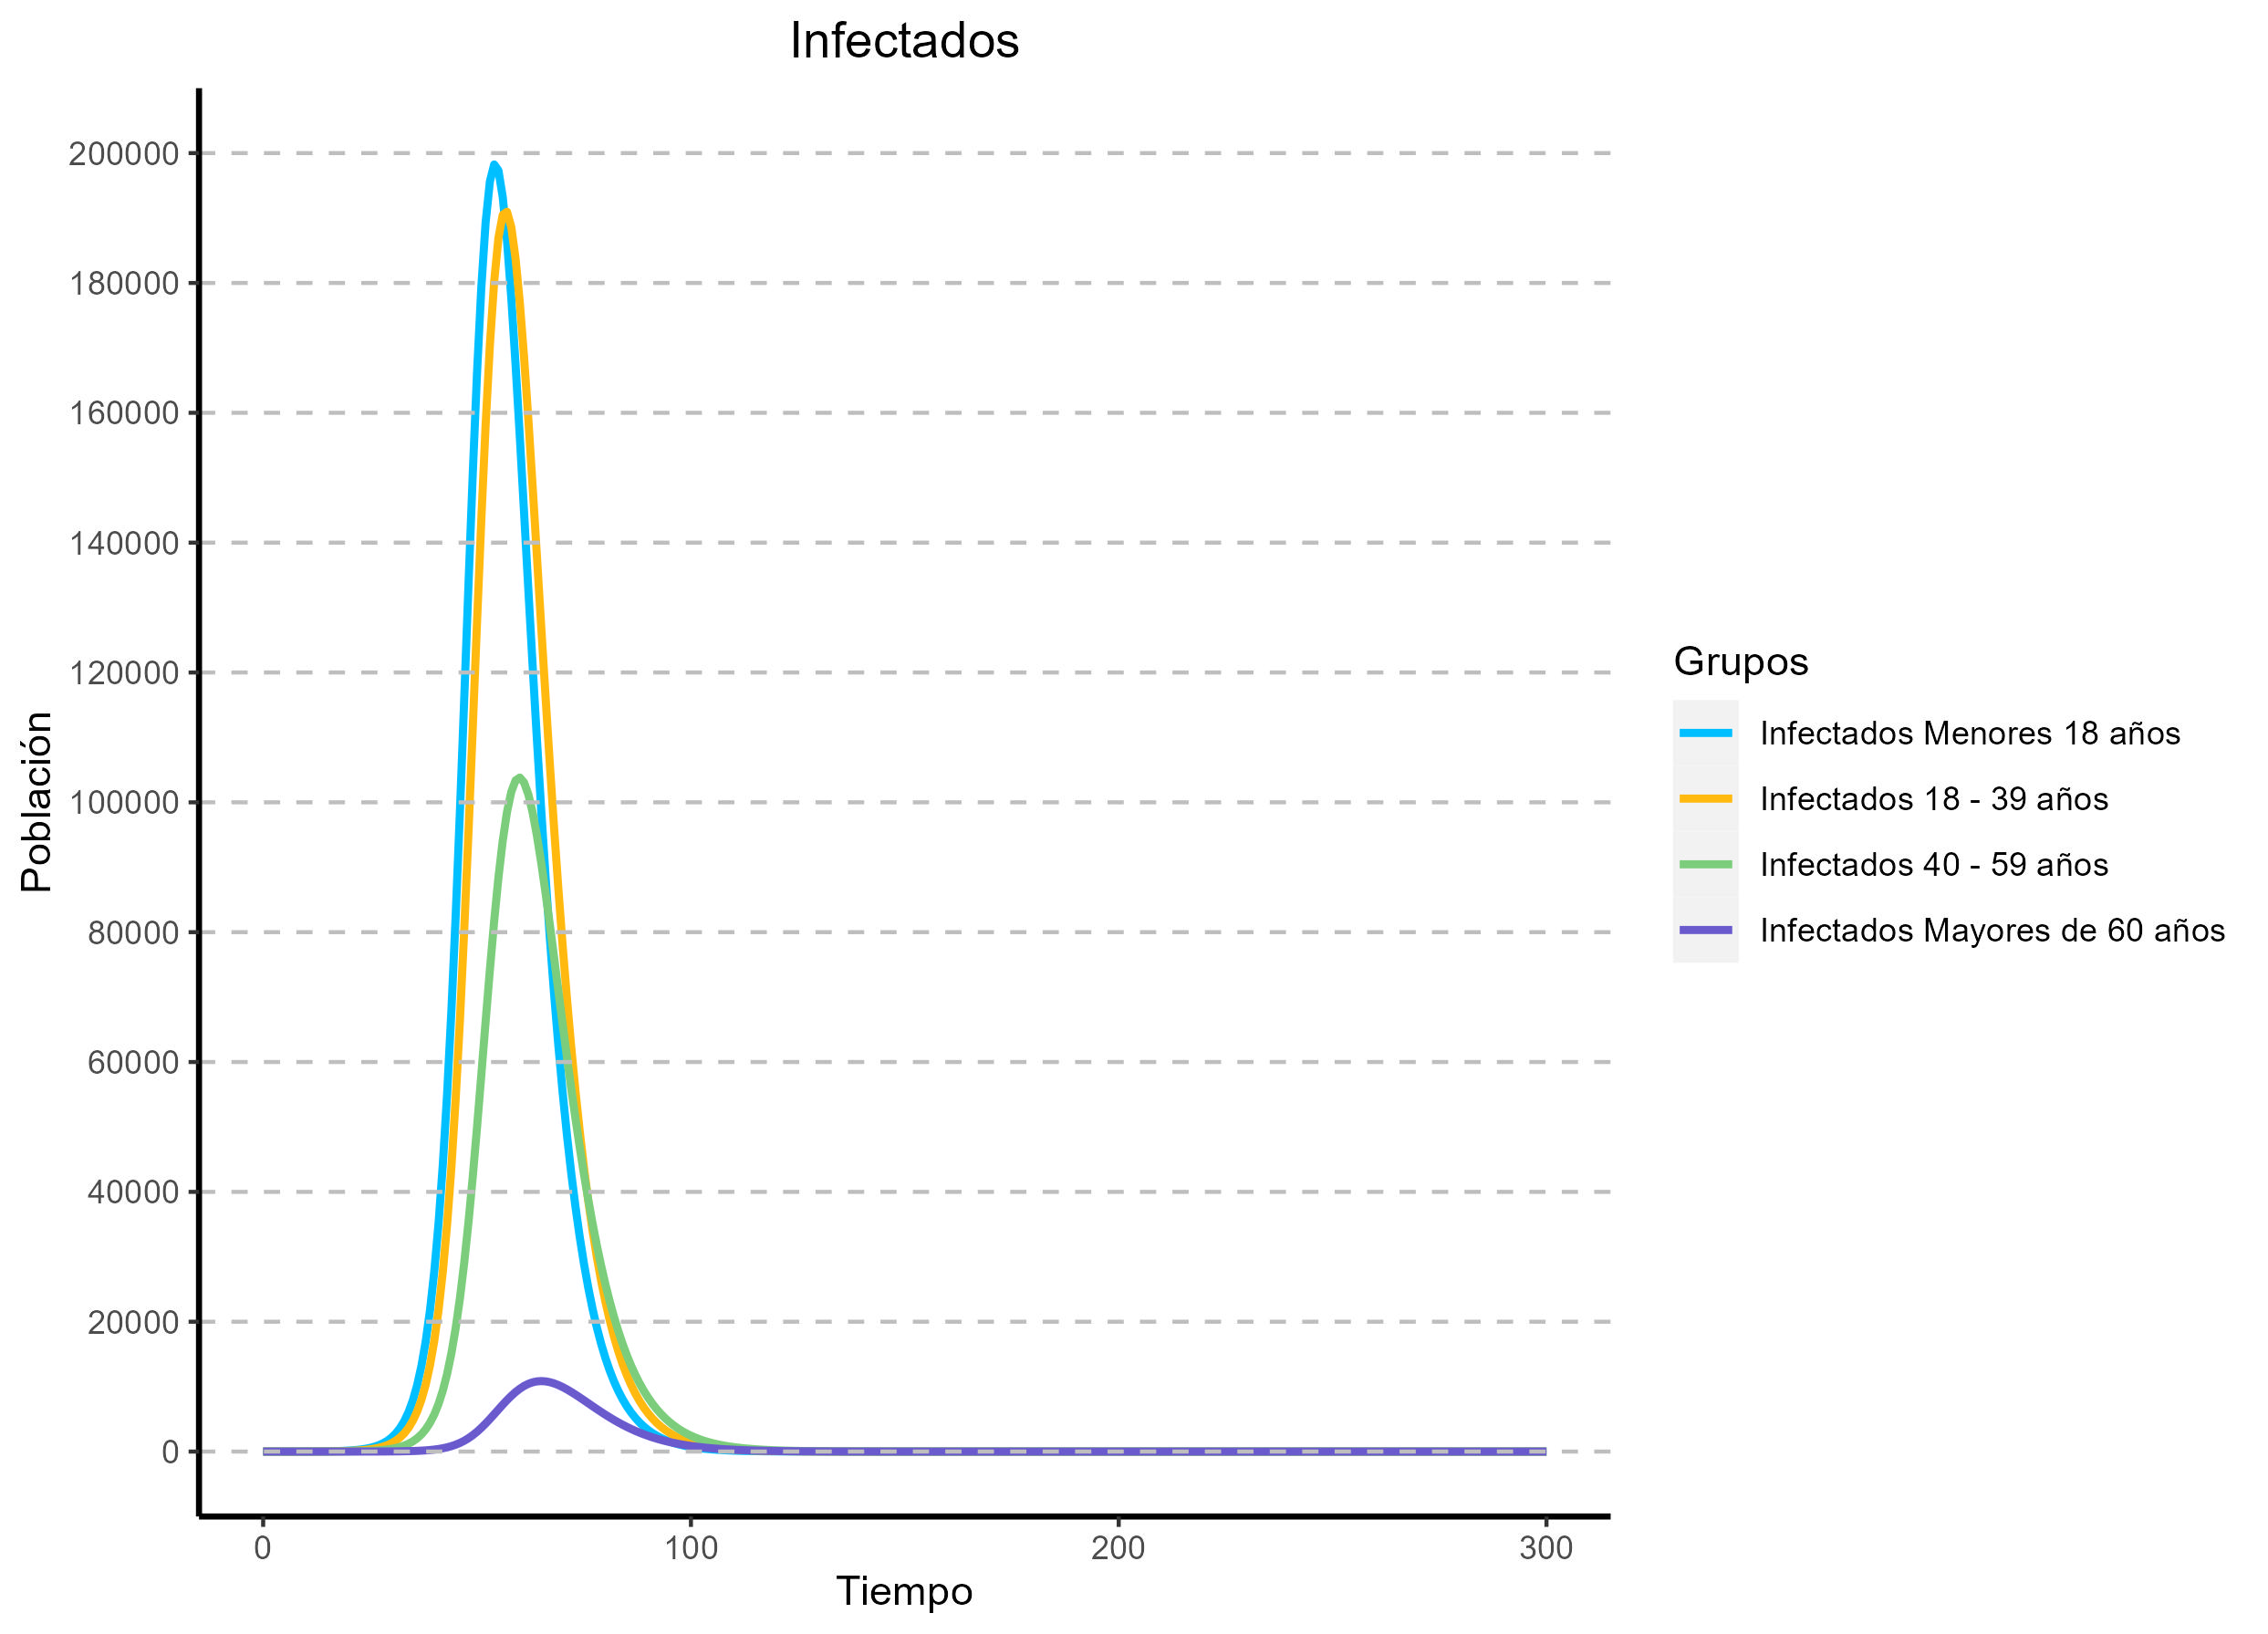 Infectados
Población
200000
180000
160000
140000
120000
100000
80000
60000
40000
20000
0
0 100 200 300
Tiempo
Grupos
Infectados Menores 18 años
Infectados 18 - 39 años
Infectados 40 - 59 años
Infectados Mayores de 60 años